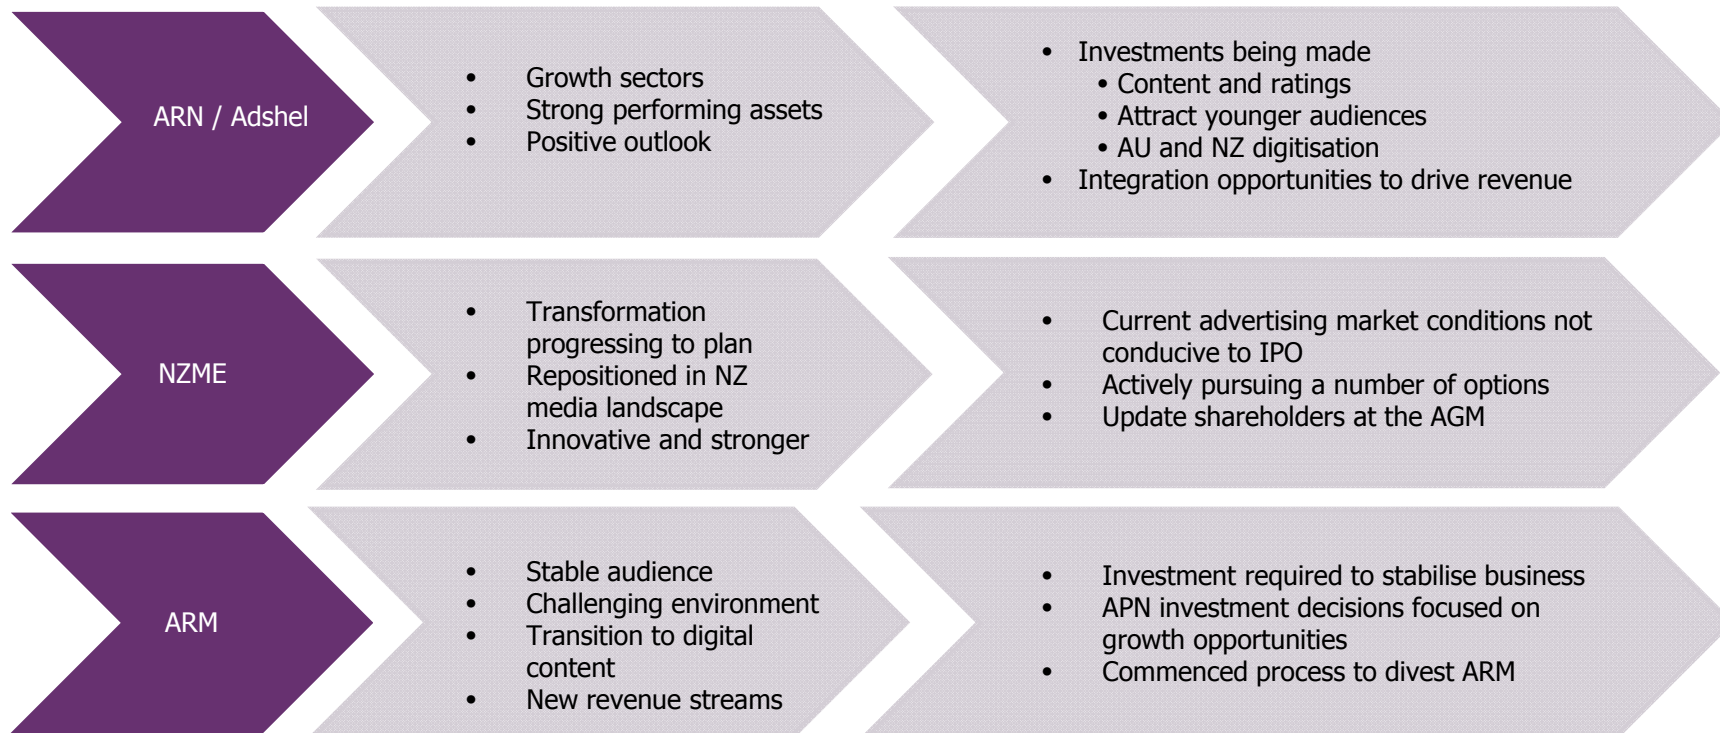 ARN / Adshel
• Growth sectors
• Strong performing assets
• Positive outlook
• Investments being made
• Content and ratings
• Attract younger audiences
• AU and NZ digitisation
• Integration opportunities to drive revenue
NZME
• Transformation
progressing to plan
• Repositioned in NZ
media landscape
• Innovative and stronger
• Current advertising market conditions not
conducive to IPO
• Actively pursuing a number of options
• Update shareholders at the AGM
ARM
• Stable audience
• Challenging environment
• Transition to digital
content
• New revenue streams
• Investment required to stabilise business
• APN investment decisions focused on
growth opportunities
• Commenced process to divest ARM